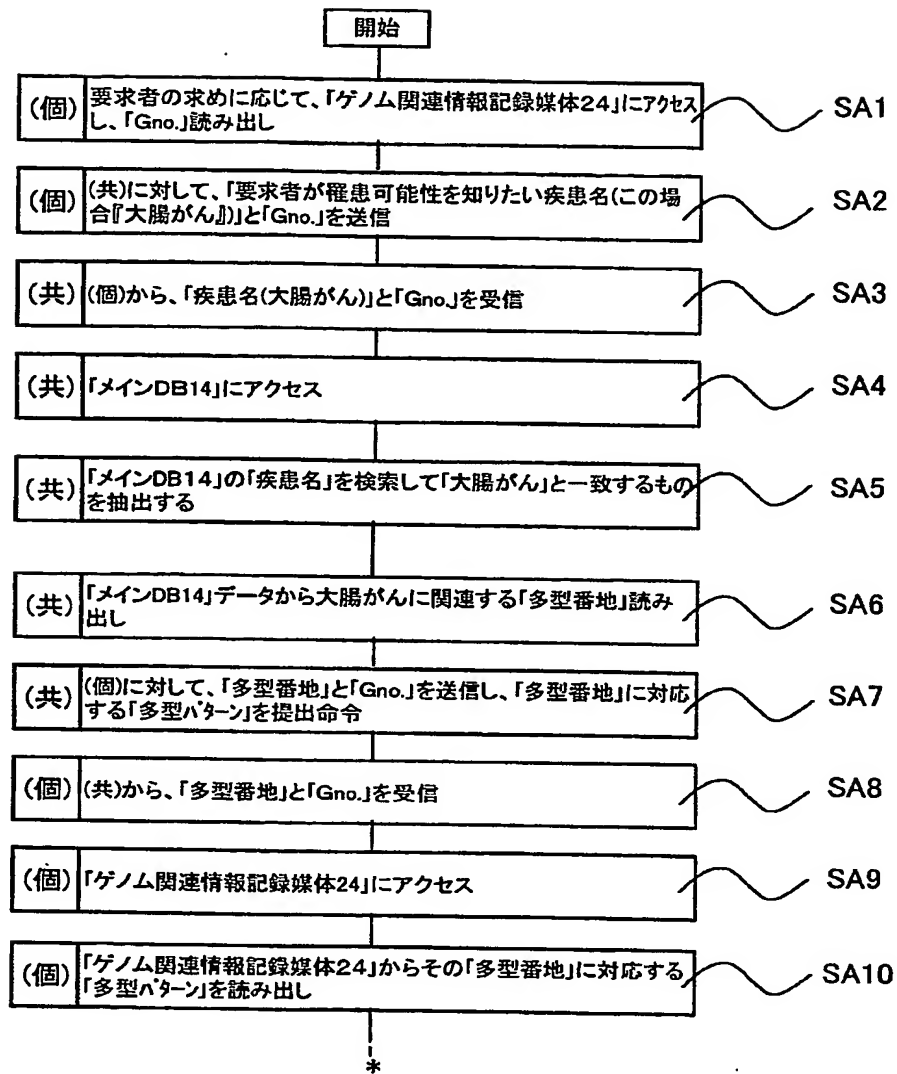 開始
(個) 要求者の求めに応じて、「ゲノム関連情報記録媒体24」にアクセス
し、「Gno.」読み出し
SA1
(個) (共)に対して、「要求者が罹患可能性を知りたい疾患名(この場
合『大腸がん』)」と「Gno.」を送信
SA2
(共) (個)から、「疾患名(大腸がん)」と「Gno.」を受信
SA3
(共) 「メインDB14」にアクセス
SA4
(共) 「メインDB14」の「疾患名」を検索して「大腸がん」と一致するもの
を抽出する
SA5
(共) 「メインDB14」データから大腸がんに関連する「多型番地」読み
出し
SA6
(共) (個)に対して、「多型番地」と「Gno.」を送信し、「多型番地」に対応
する「多型パターン」を提出命令
SA7
(個) (共)から、「多型番地」と「Gno.」を受信
SA8
(個) 「ゲノム関連情報記録媒体24」にアクセス
SA9
(個) 「ゲノム関連情報記録媒体24」からその「多型番地」に対応する
「多型パターン」を読み出し
SA10
*